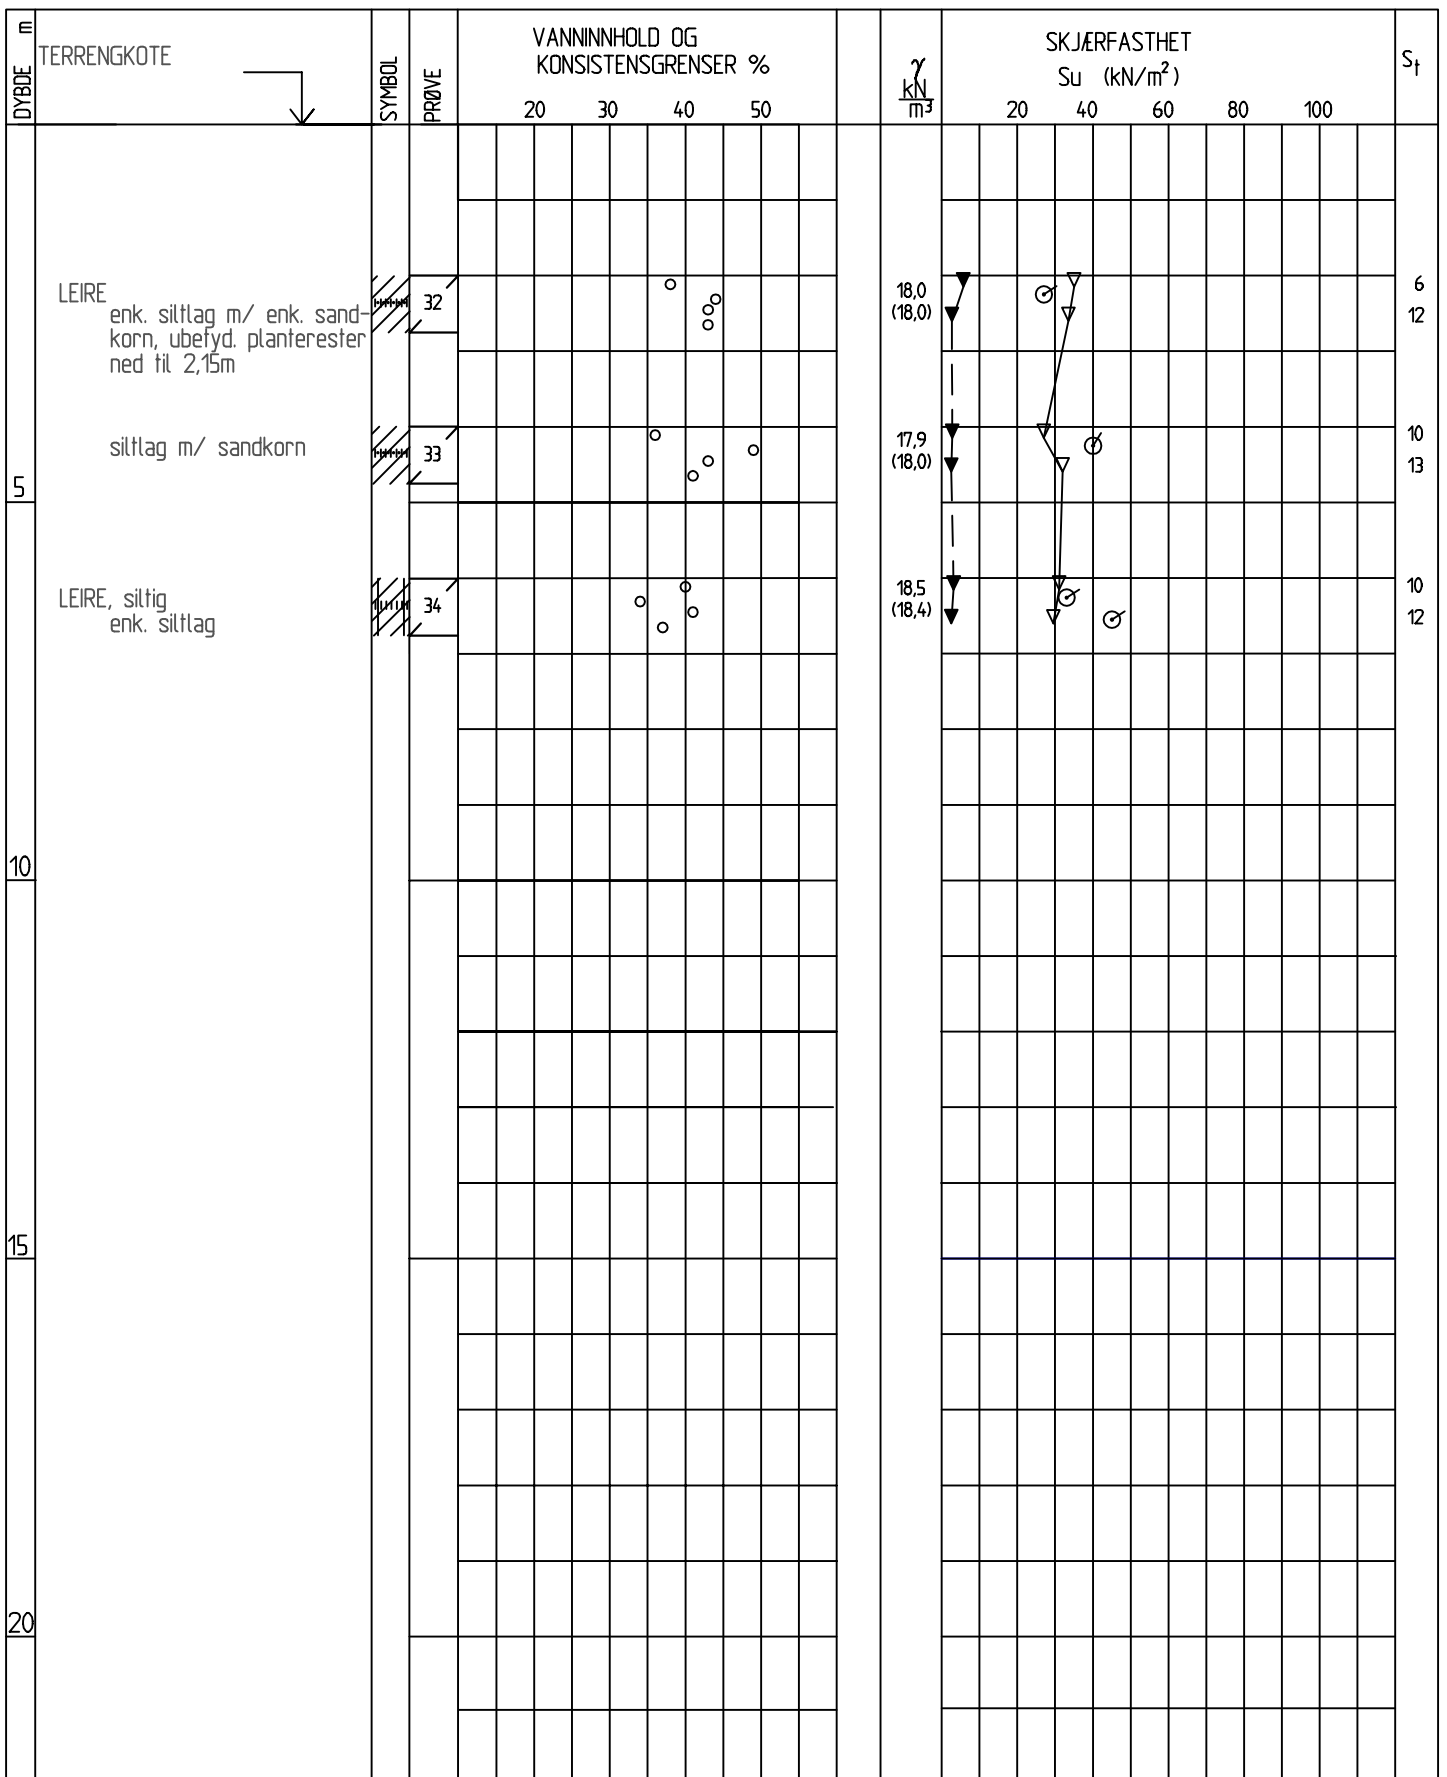 m
DYBDE
TERRENGKOTE
SYMBOL
PRØVE
VANNINNHOLD OG
KONSISTENSGRENSER %
20 30 40 50
γ
kN
m³
SKJÆRFASTHET
Su (kN/m²)
20 40 60 80 100
St
LEIRE
enk. siltlag m/ enk. sand-
korn, ubetyd. planterester
ned til 2,15m
32
18,0
(18,0)
6
12
siltlag m/ sandkorn
33
17,9
(18,0)
10
13
5
LEIRE, siltig
enk. siltlag
34
18,5
(18,4)
10
12
10
15
20